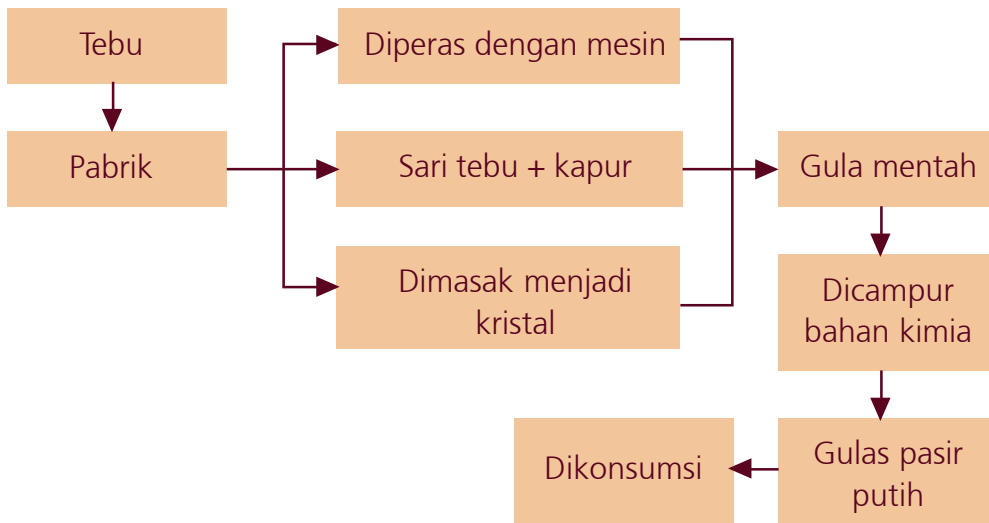 Tebu
Pabrik
Diperas dengan mesin
Sari tebu + kapur
Dimasak menjadi
kristal
Gula mentah
Dicampur
bahan kimia
Gulas pasir
putih
Dikonsumsi